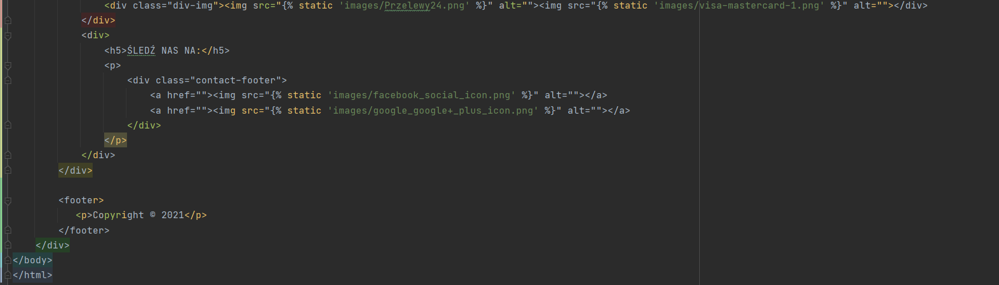 <div class="div-img"><img src="{% static 'images/Przelewy24.png' %}" alt=""><img src="{% static 'images/visa-mastercard-1.png' %}" alt=""></div>
</div>
<div>
<h5>ŚLEDŹ NAS NA:</h5>
<p>
<div class="contact-footer">
<a href=""><img src="{% static 'images/facebook_social_icon.png' %}" alt=""></a>
<a href=""><img src="{% static 'images/google_google+_plus_icon.png' %}" alt=""></a>
</div>
</p>
</div>
</div>
<footer>
<p>Copyright © 2021</p>
</footer>
</div>
</body>
</html>